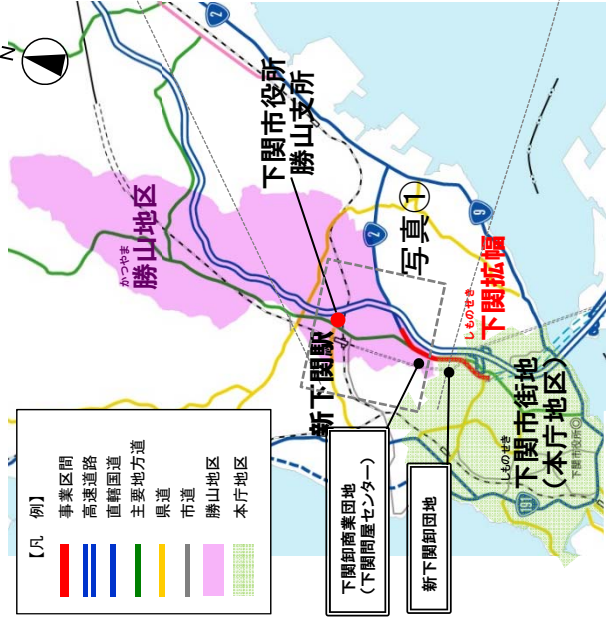 N
【凡　例】
事業区間
高速道路
直轄国道
主要地方道
県道
市道
勝山地区
本庁地区
かつやま
勝山地区
下関市役所
勝山支所
新下関駅
写真①
しものせき
下関拡幅
しものせき
下関市街地
（本庁地区）
下関市役所◎
下関卸商業団地
（下関問屋センター）
新下関卸団地
2
2
9
191